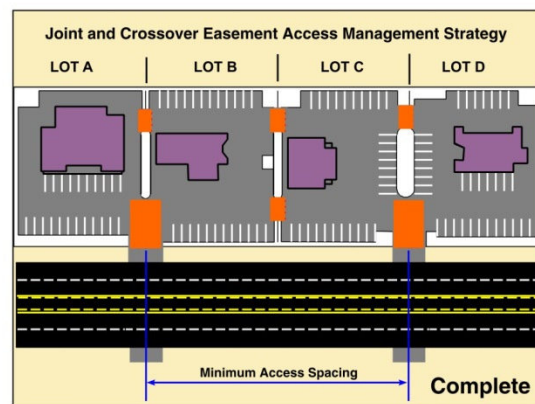 Joint and Crossover Easement Access Management Strategy
LOT A LOT B LOT C LOT D
Minimum Access Spacing
Complete